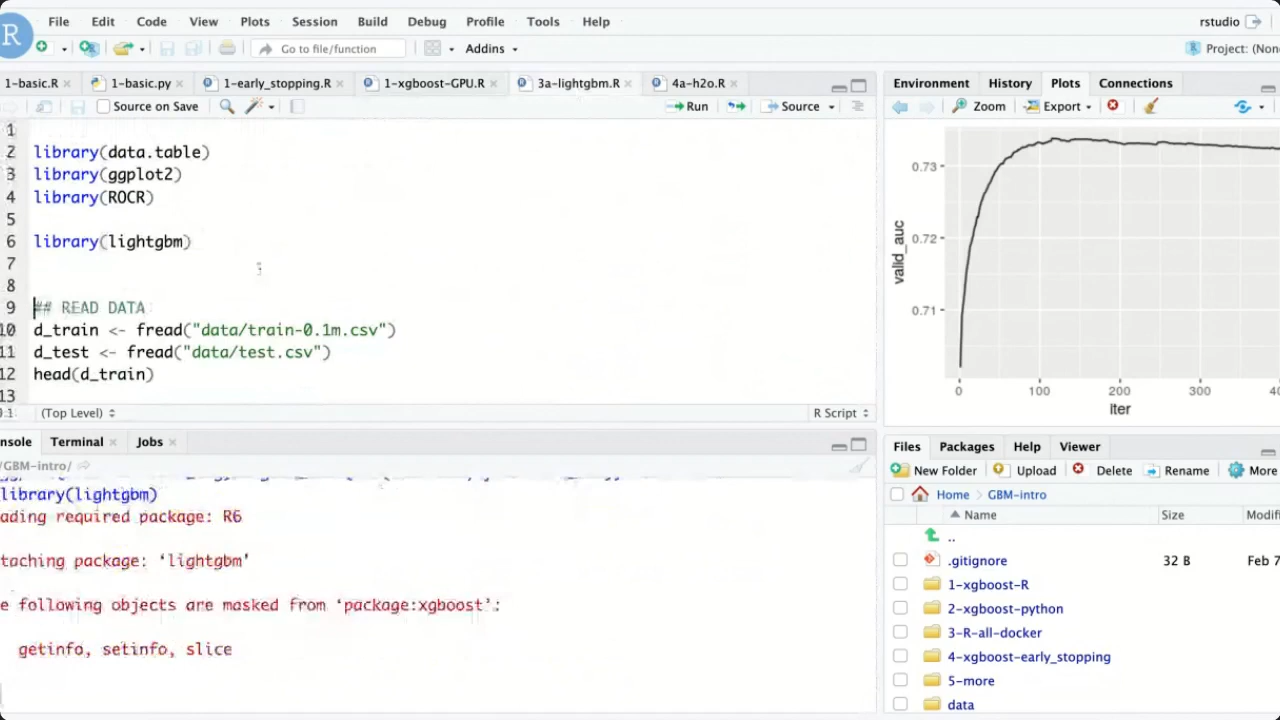 R
File Edit Code View Plots Session Build Debug Profile Tools Help
rstudio
Go to file/function
Addins
Project: (None
1-basic.R
1-basic.py
1-early_stopping.R
1-xgboost-GPU.R
3a-lightgbm.R
4a-h2o.R
Source on Save
Run
Source
1
2 library(data.table)
3 library(ggplot2)
4 library(ROCR)
5
6 library(lightgbm)
7
8
9 ## READ DATA
10 d_train <- fread("data/train-0.1m.csv")
11 d_test <- fread("data/test.csv")
12 head(d_train)
13
(Top Level)
R Script
nsole Terminal Jobs
/GBM-intro/
library(lightgbm)
ading required package: R6
taching package: ‘lightgbm’
e following objects are masked from ‘package:xgboost’:
getinfo, setinfo, slice
Environment History Plots Connections
Zoom Export
0.73
0.72
0.71
valid_auc
0 100 200 300 40
iter
Files Packages Help Viewer
New Folder Upload Delete Rename More
Home GBM-intro
Name Size Modifi
..
.gitignore 32 B Feb 7
1-xgboost-R
2-xgboost-python
3-R-all-docker
4-xgboost-early_stopping
5-more
data